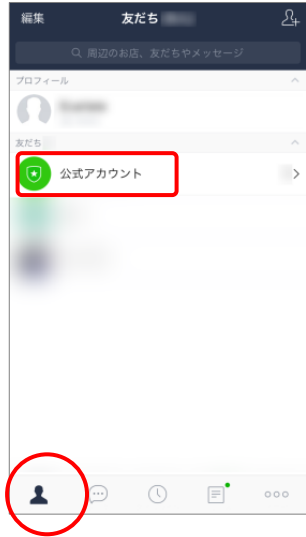 編集 友だち
周辺のお店、友だちやメッセージ
プロフィール
友だち
公式アカウント